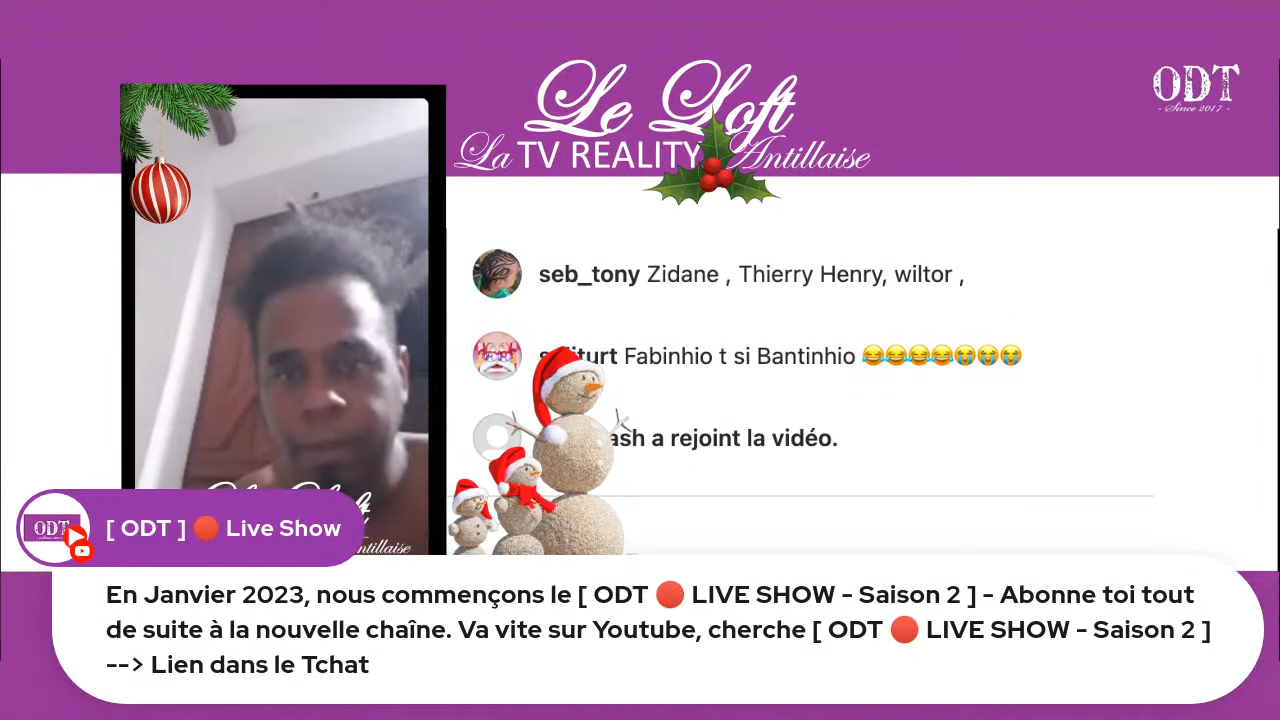 Le Loft
La TV REALITY Antillaise
ODT
- Since 2017 -
seb_tony Zidane , Thierry Henry, wiltor ,
Fabinhio t si Bantinhio 😂😂😂😂😭😭😭
a rejoint la vidéo.
ntillaise
ODT
[ ODT ] 🔴 Live Show
En Janvier 2023, nous commençons le [ ODT 🔴 LIVE SHOW - Saison 2 ] - Abonne toi tout
de suite à la nouvelle chaîne. Va vite sur Youtube, cherche [ ODT 🔴 LIVE SHOW - Saison 2 ]
--> Lien dans le Tchat